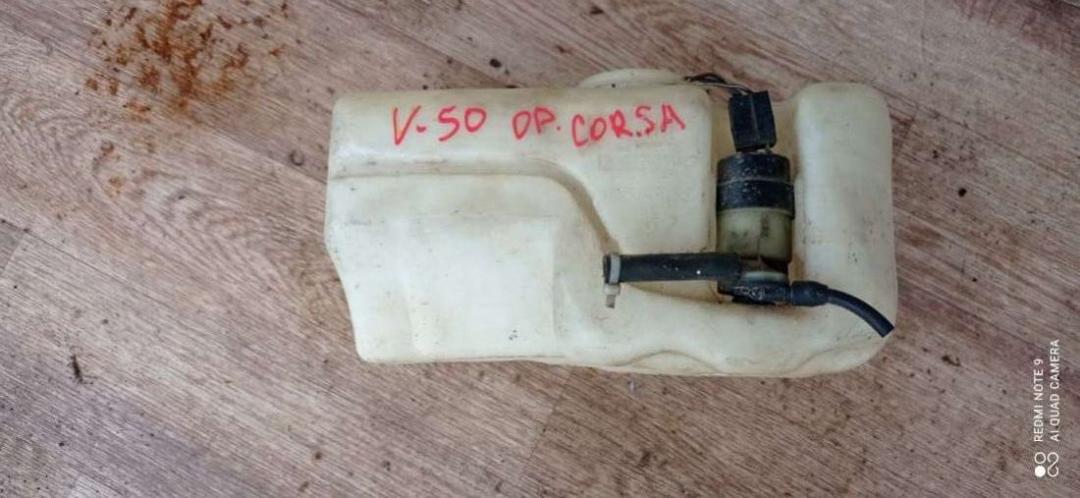 V-50 OP. CORSA
REDMI NOTE 9
AI QUAD CAMERA